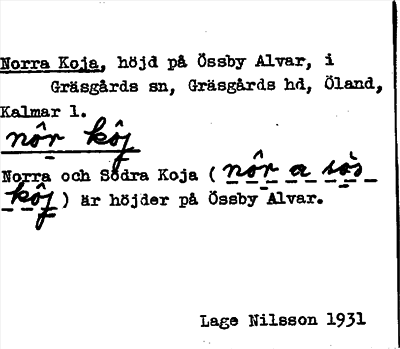 Norra Koja, höjd på Össby Alvar, i
Gräsgårds sn, Gräsgårds hd, Öland,
Kalmar l.
nôr kôj
Norra och Södra Koja ( nôr a sôs
kôj ) är höjder på Össby Alvar.
Lage Nilsson 1931